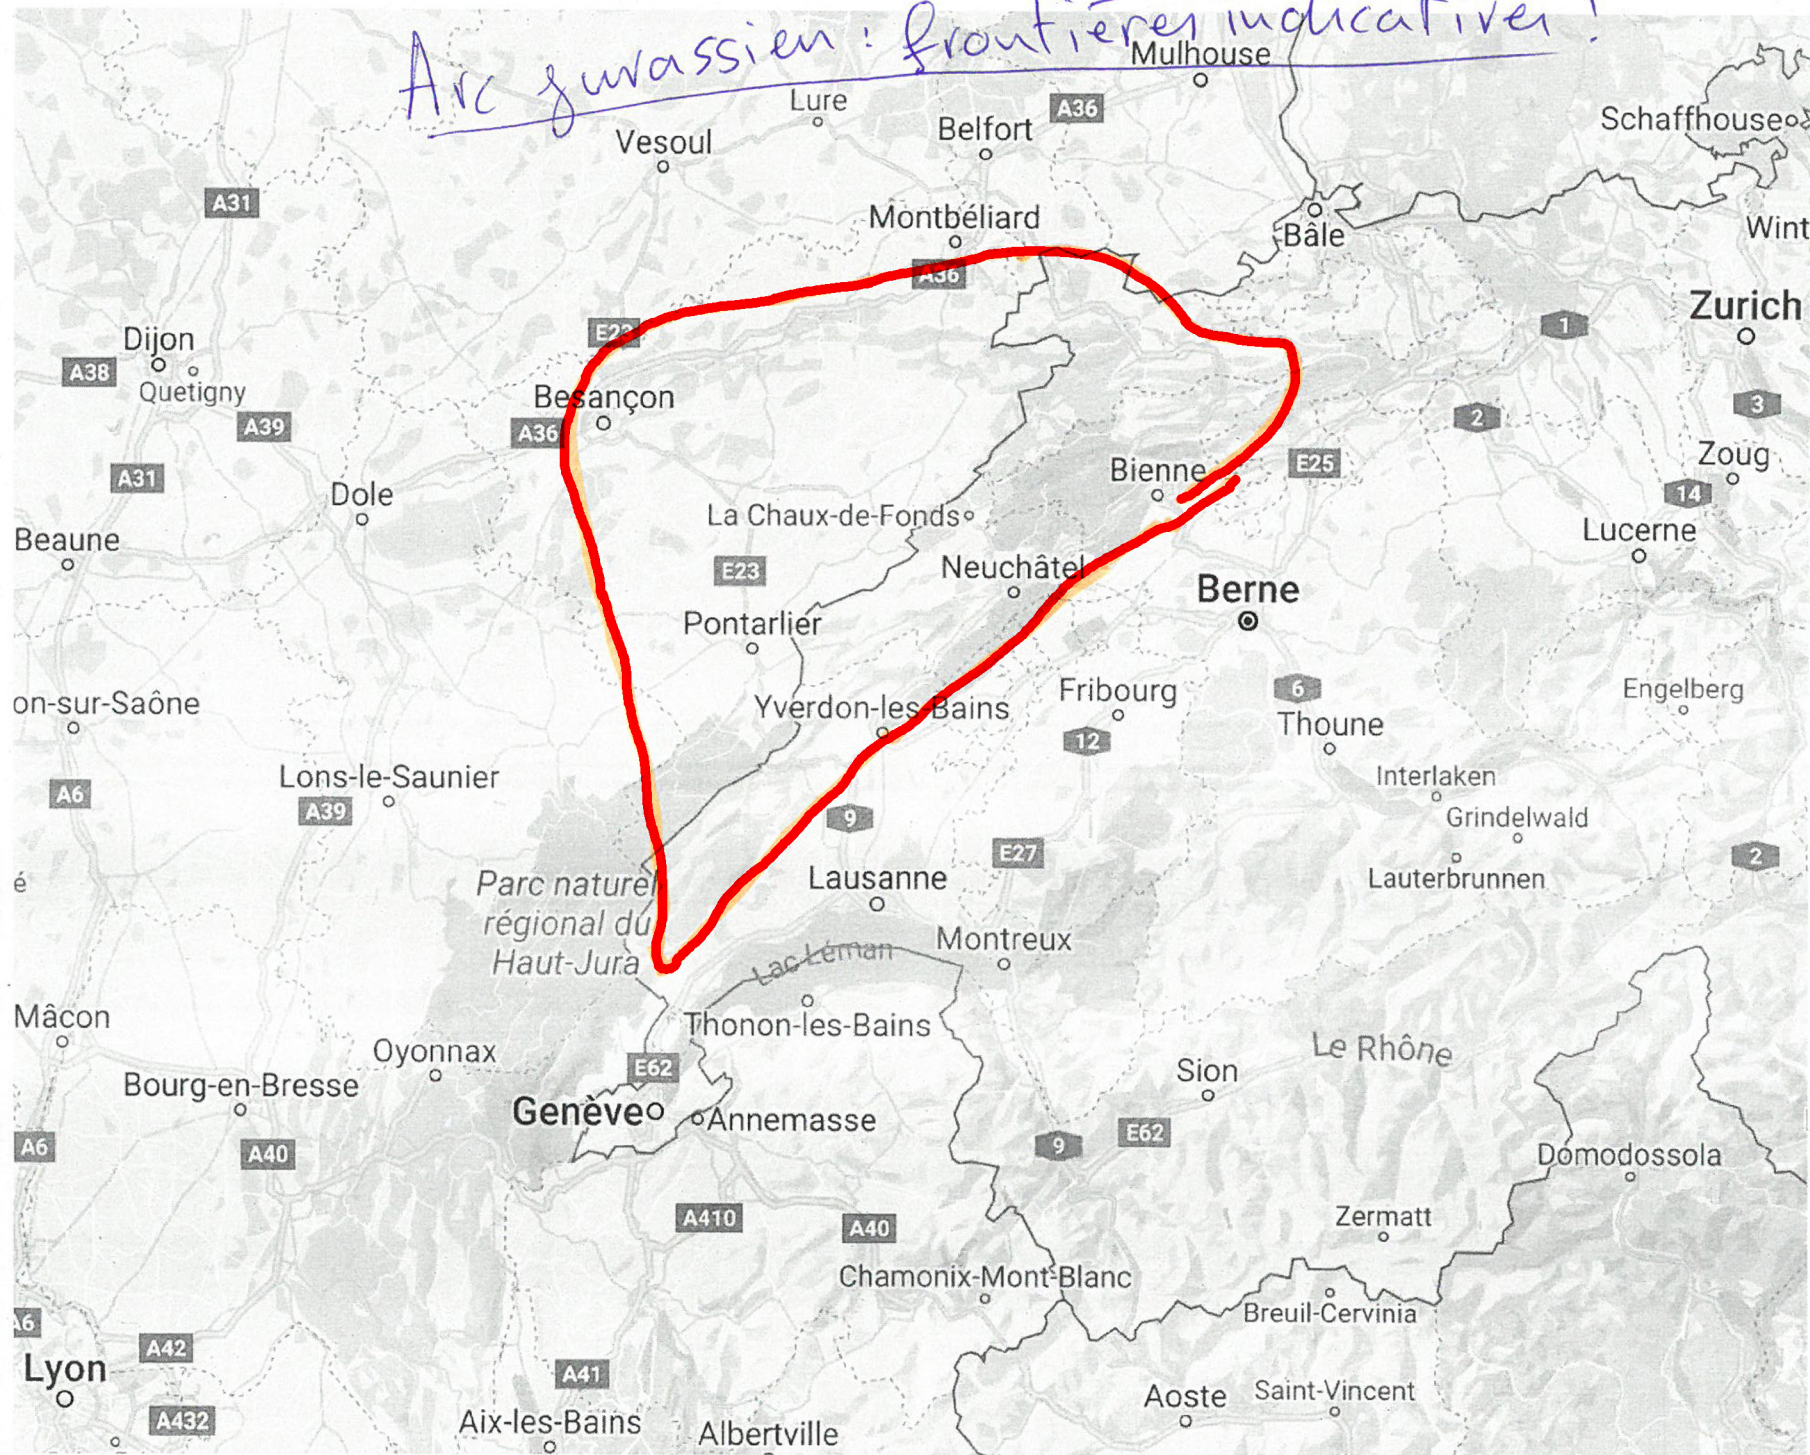 Arc jurassien : frontières indicatives !
Mulhouse
Lure
A36
Schaffhouse
Vesoul
Belfort
A31
Montbéliard
Bâle
Wint
A36
Zurich
E23
1
Dijon
A38
Quetigny
Besançon
3
A39
A36
2
A31
Bienne
E25
Zoug
Dole
14
La Chaux-de-Fonds
Lucerne
Beaune
E23
Neuchâtel
Berne
Pontarlier
6
Fribourg
Engelberg
on-sur-Saône
Yverdon-les-Bains
Thoune
12
Lons-le-Saunier
Interlaken
A6
A39
9
Grindelwald
E27
2
é
Parc naturel
régional du
Haut-Jura
Lausanne
Lauterbrunnen
Montreux
Lac Léman
Mâcon
Thonon-les-Bains
Oyonnax
Le Rhône
E62
Sion
Bourg-en-Bresse
Genève
Annemasse
E62
A6
A40
9
Domodossola
A410
A40
Zermatt
Chamonix-Mont-Blanc
Breuil-Cervinia
A6
A42
Lyon
A41
Aoste
Saint-Vincent
A432
Aix-les-Bains
Albertville